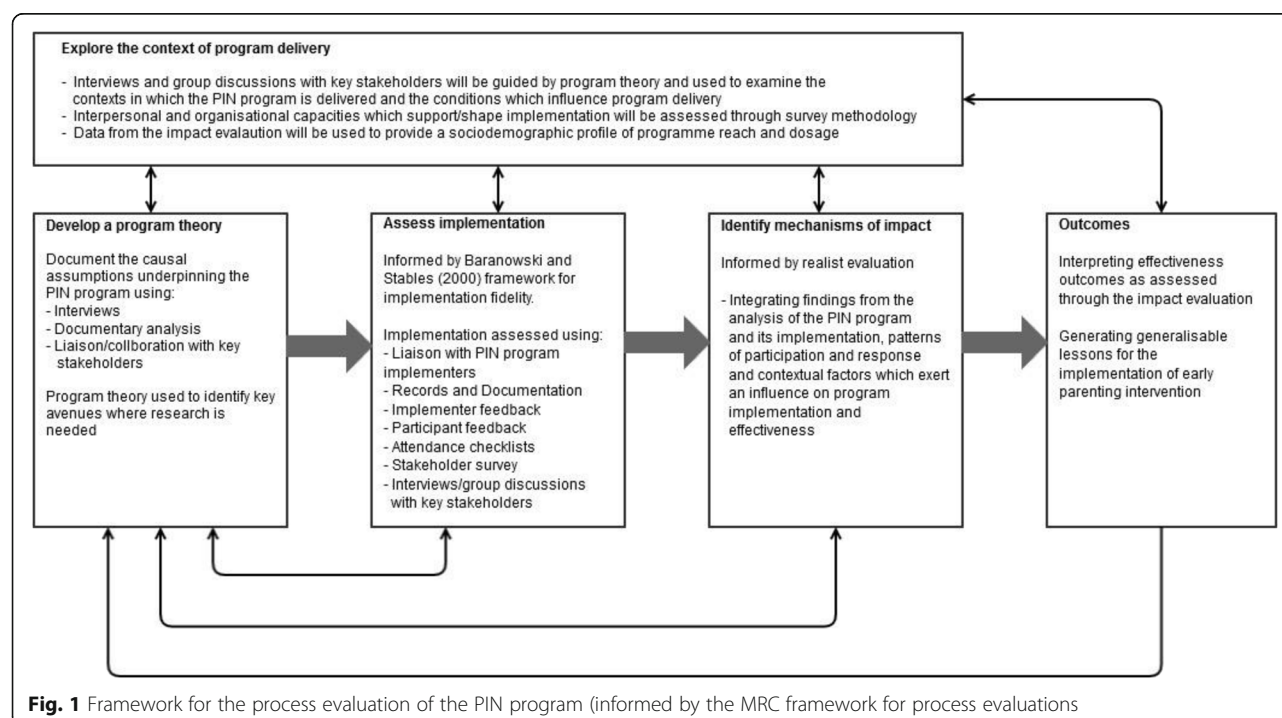 Explore the context of program delivery
- Interviews and group discussions with key stakeholders will be guided by program theory and used to examine the
contexts in which the PIN program is delivered and the conditions which influence program delivery
- Interpersonal and organisational capacities which support/shape implementation will be assessed through survey methodology
- Data from the impact evalaution will be used to provide a sociodemographic profile of programme reach and dosage
Develop a program theory
Document the causal
assumptions underpinning the
PIN program using:
- Interviews
- Documentary analysis
- Liaison/collboration with key
stakeholders
Program theory used to identify key
avenues where research is
needed
Assess implementation
Informed by Baranowski and
Stables (2000) framework for
implementation fidelity.
Implementation assessed using:
- Liaison with PIN program
implementers
- Records and Documentation
- Implementer feedback
- Participant feedback
- Attendance checklists
- Stakeholder survey
- Interviews/group discussions
with key stakeholders
Identify mechanisms of impact
Informed by realist evaluation
- Integrating findings from the
analysis of the PIN program
and its implementation, patterns
of participation and response
and contextual factors which exert
an influence on program
implementation and
effectiveness
Outcomes
Interpreting effectiveness
outcomes as assessed
through the impact evaluation
Generating generalisable
lessons for the
implementation of early
parenting intervention
Fig. 1 Framework for the process evaluation of the PIN program (informed by the MRC framework for process evaluations